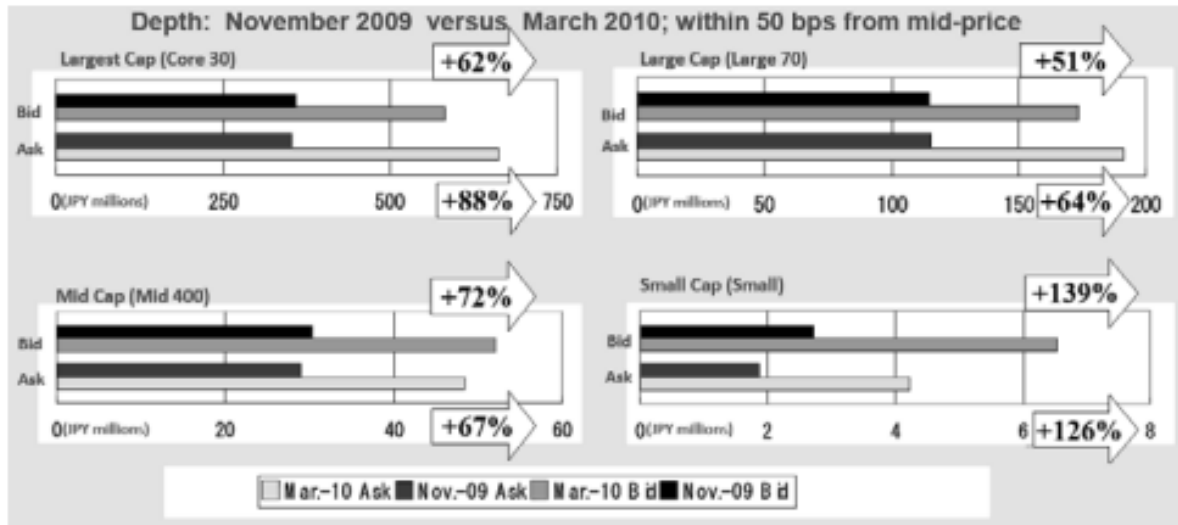 Depth: November 2009 versus March 2010; within 50 bps from mid-price
Largest Cap (Core 30)
+62%
Bid
Ask
0(JPY millions) 250 500 750
+88%
Large Cap (Large 70)
+51%
Bid
Ask
0(JPY millions) 50 100 150 200
+64%
Mid Cap (Mid 400)
+72%
Bid
Ask
0(JPY millions) 20 40 60
+67%
Small Cap (Small)
+139%
Bid
Ask
0(JPY millions) 2 4 6 8
+126%
Mar.-10 Ask Nov.-09 Ask Mar.-10 Bid Nov.-09 Bid